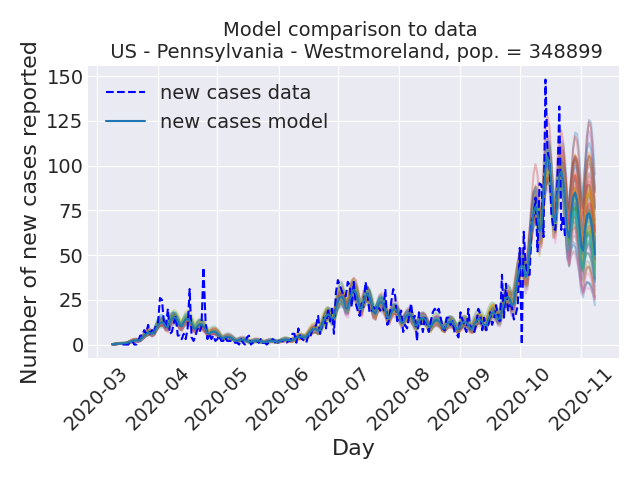 Model comparison to data
US - Pennsylvania - Westmoreland, pop. = 348899
Number of new cases reported
150
125
100
75
50
25
0
new cases data
new cases model
2020-03
2020-04
2020-05
2020-06
2020-07
2020-08
2020-09
2020-10
2020-11
Day